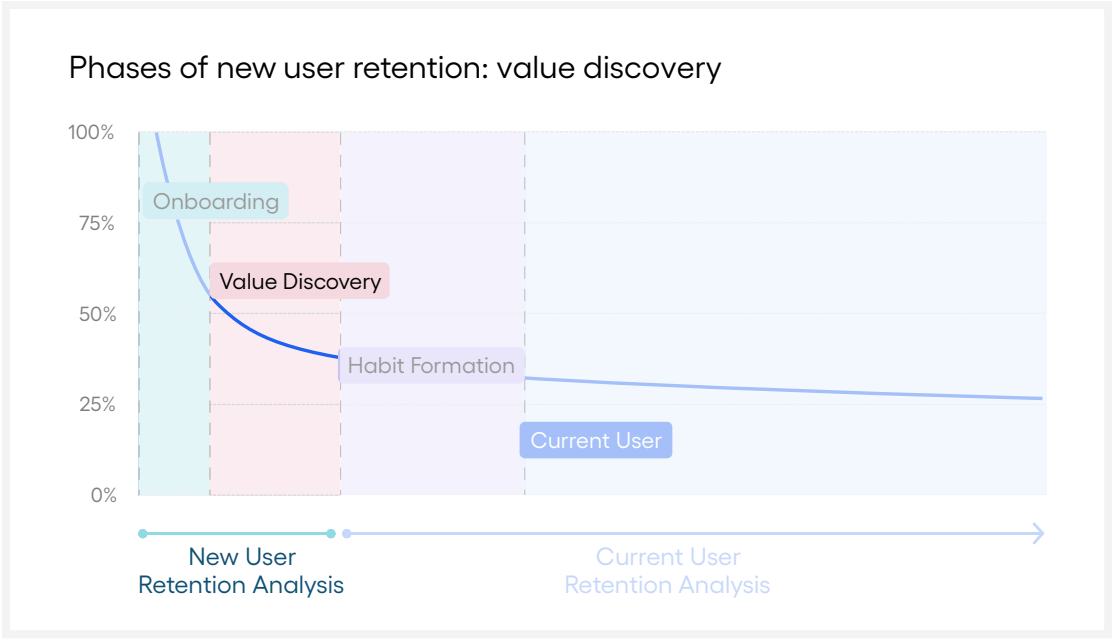 Phases of new user retention: value discovery
100%
Onboarding
75%
Value Discovery
50%
Habit Formation
25%
Current User
0%
New User
Retention Analysis
Current User
Retention Analysis